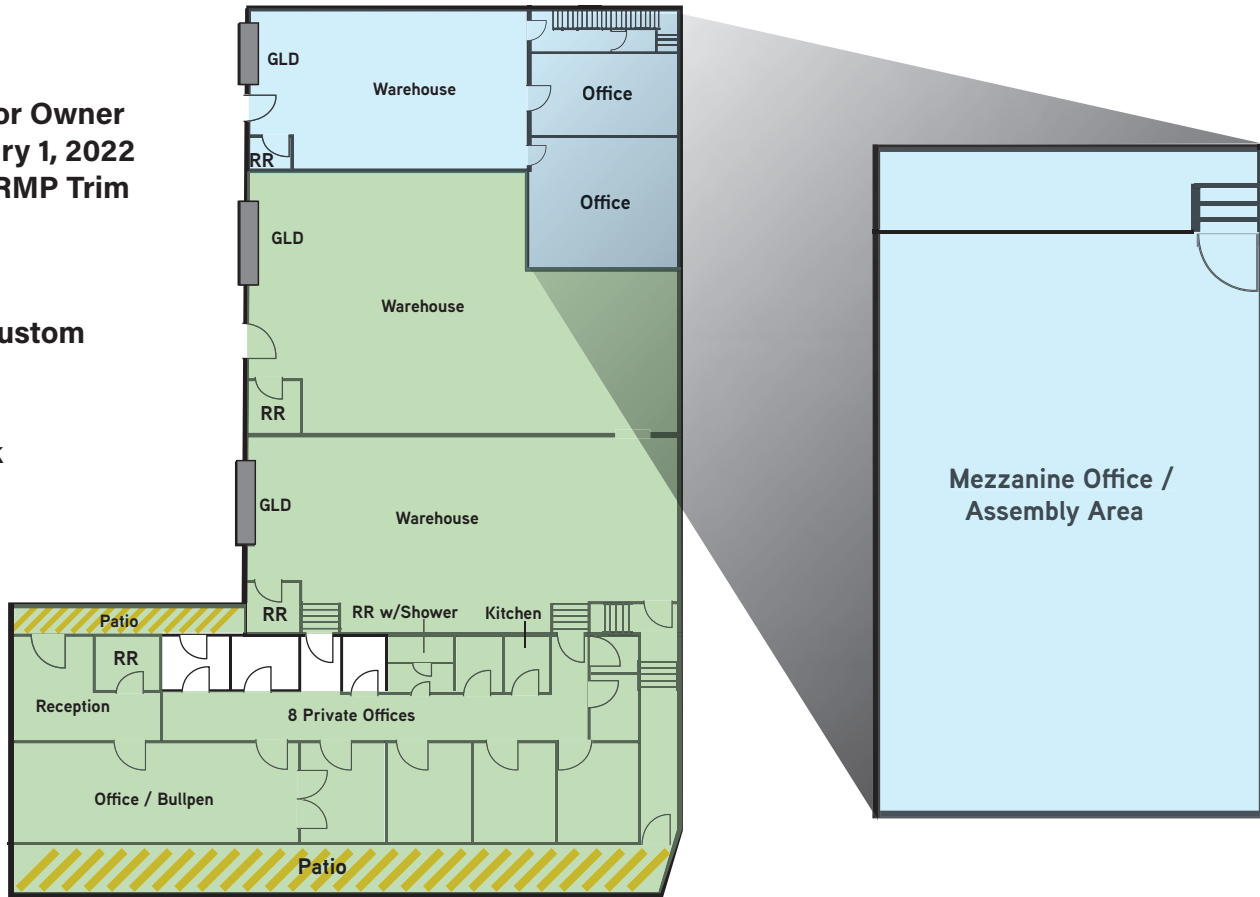 or Owner
ry 1, 2022
RMP Trim
ustom
k
GLD
Warehouse
Office
RR
Office
GLD
Warehouse
RR
GLD
Warehouse
RR
RR w/Shower
Kitchen
Patio
RR
Reception
8 Private Offices
Office / Bullpen
Patio
Mezzanine Office /
Assembly Area